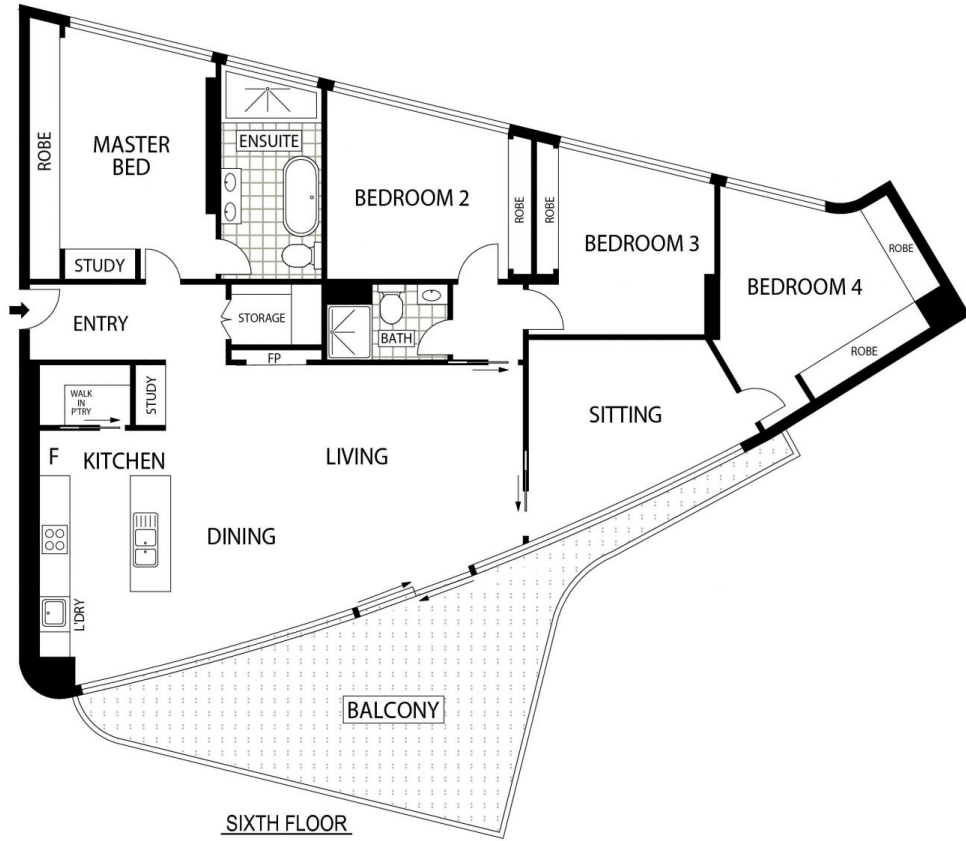 ROBE
MASTER
BED
ENSUITE
BEDROOM 2
ROBE
ROBE
BEDROOM 3
ROBE
BEDROOM 4
ROBE
STUDY
ENTRY
STORAGE
BATH
FP
WALK
IN
P'TRY
STUDY
SITTING
F
KITCHEN
LIVING
DINING
L'DRY
BALCONY
SIXTH FLOOR